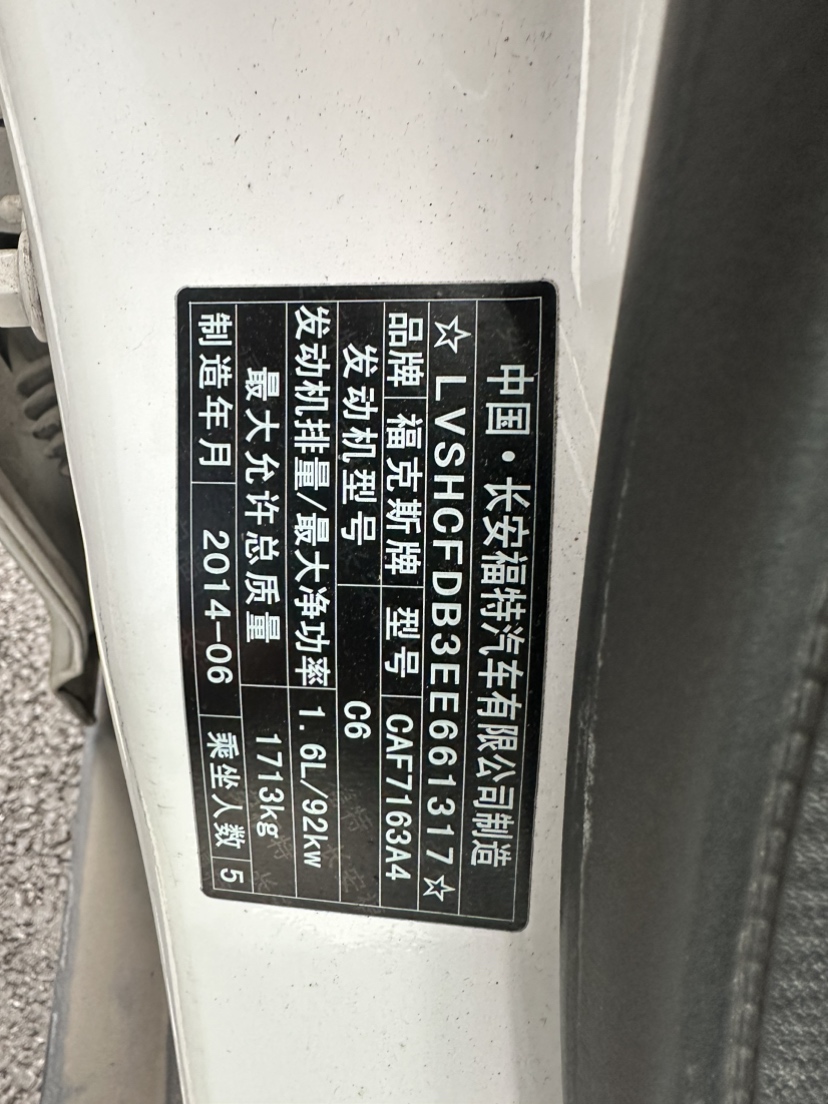 中国·长安福特汽车有限公司制造
☆LVSHCFDB3EE661317☆
品牌 福克斯牌 型号 CAF7163A4
发动机型号 C6
发动机排量/最大净功率 1.6L/92kw
最大允许总质量 1713kg
制造年月 2014-06 乘坐人数 5